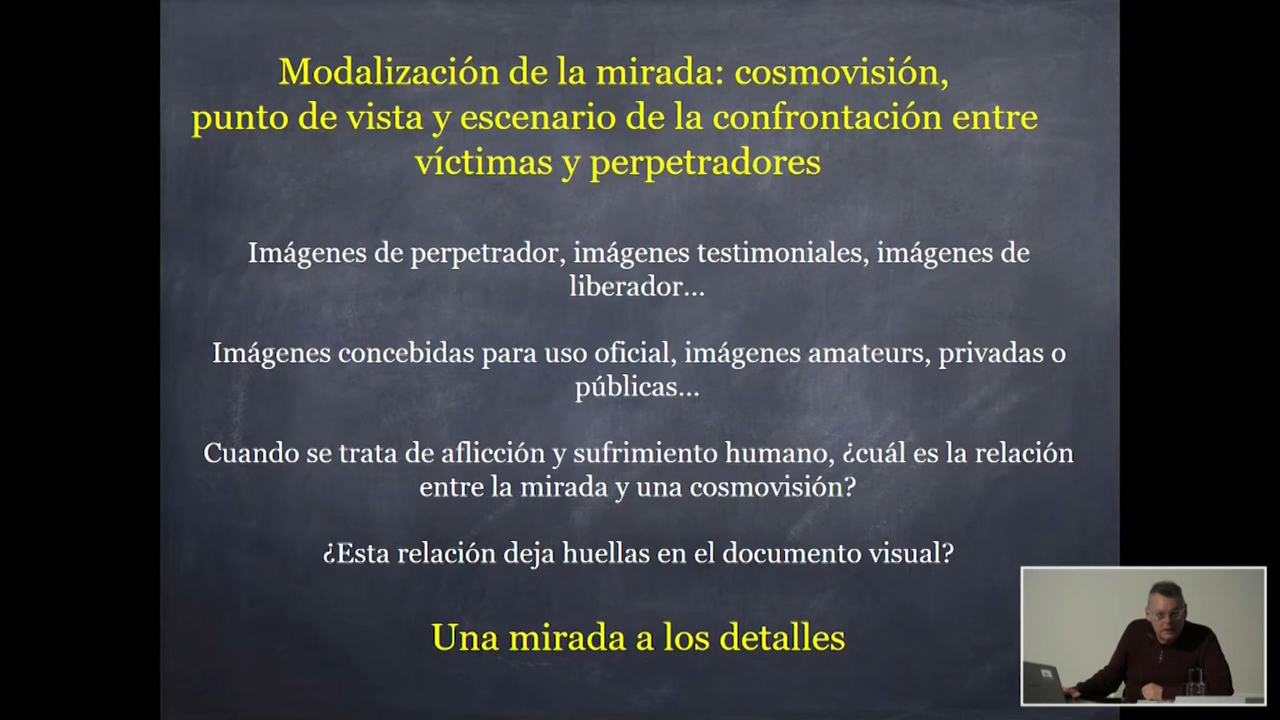 Modalización de la mirada: cosmovisión,
punto de vista y escenario de la confrontación entre
víctimas y perpetradores
Imágenes de perpetrador, imágenes testimoniales, imágenes de
liberador...
Imágenes concebidas para uso oficial, imágenes amateurs, privadas o
públicas...
Cuando se trata de aflicción y sufrimiento humano, ¿cuál es la relación
entre la mirada y una cosmovisión?
¿Esta relación deja huellas en el documento visual?
Una mirada a los detalles